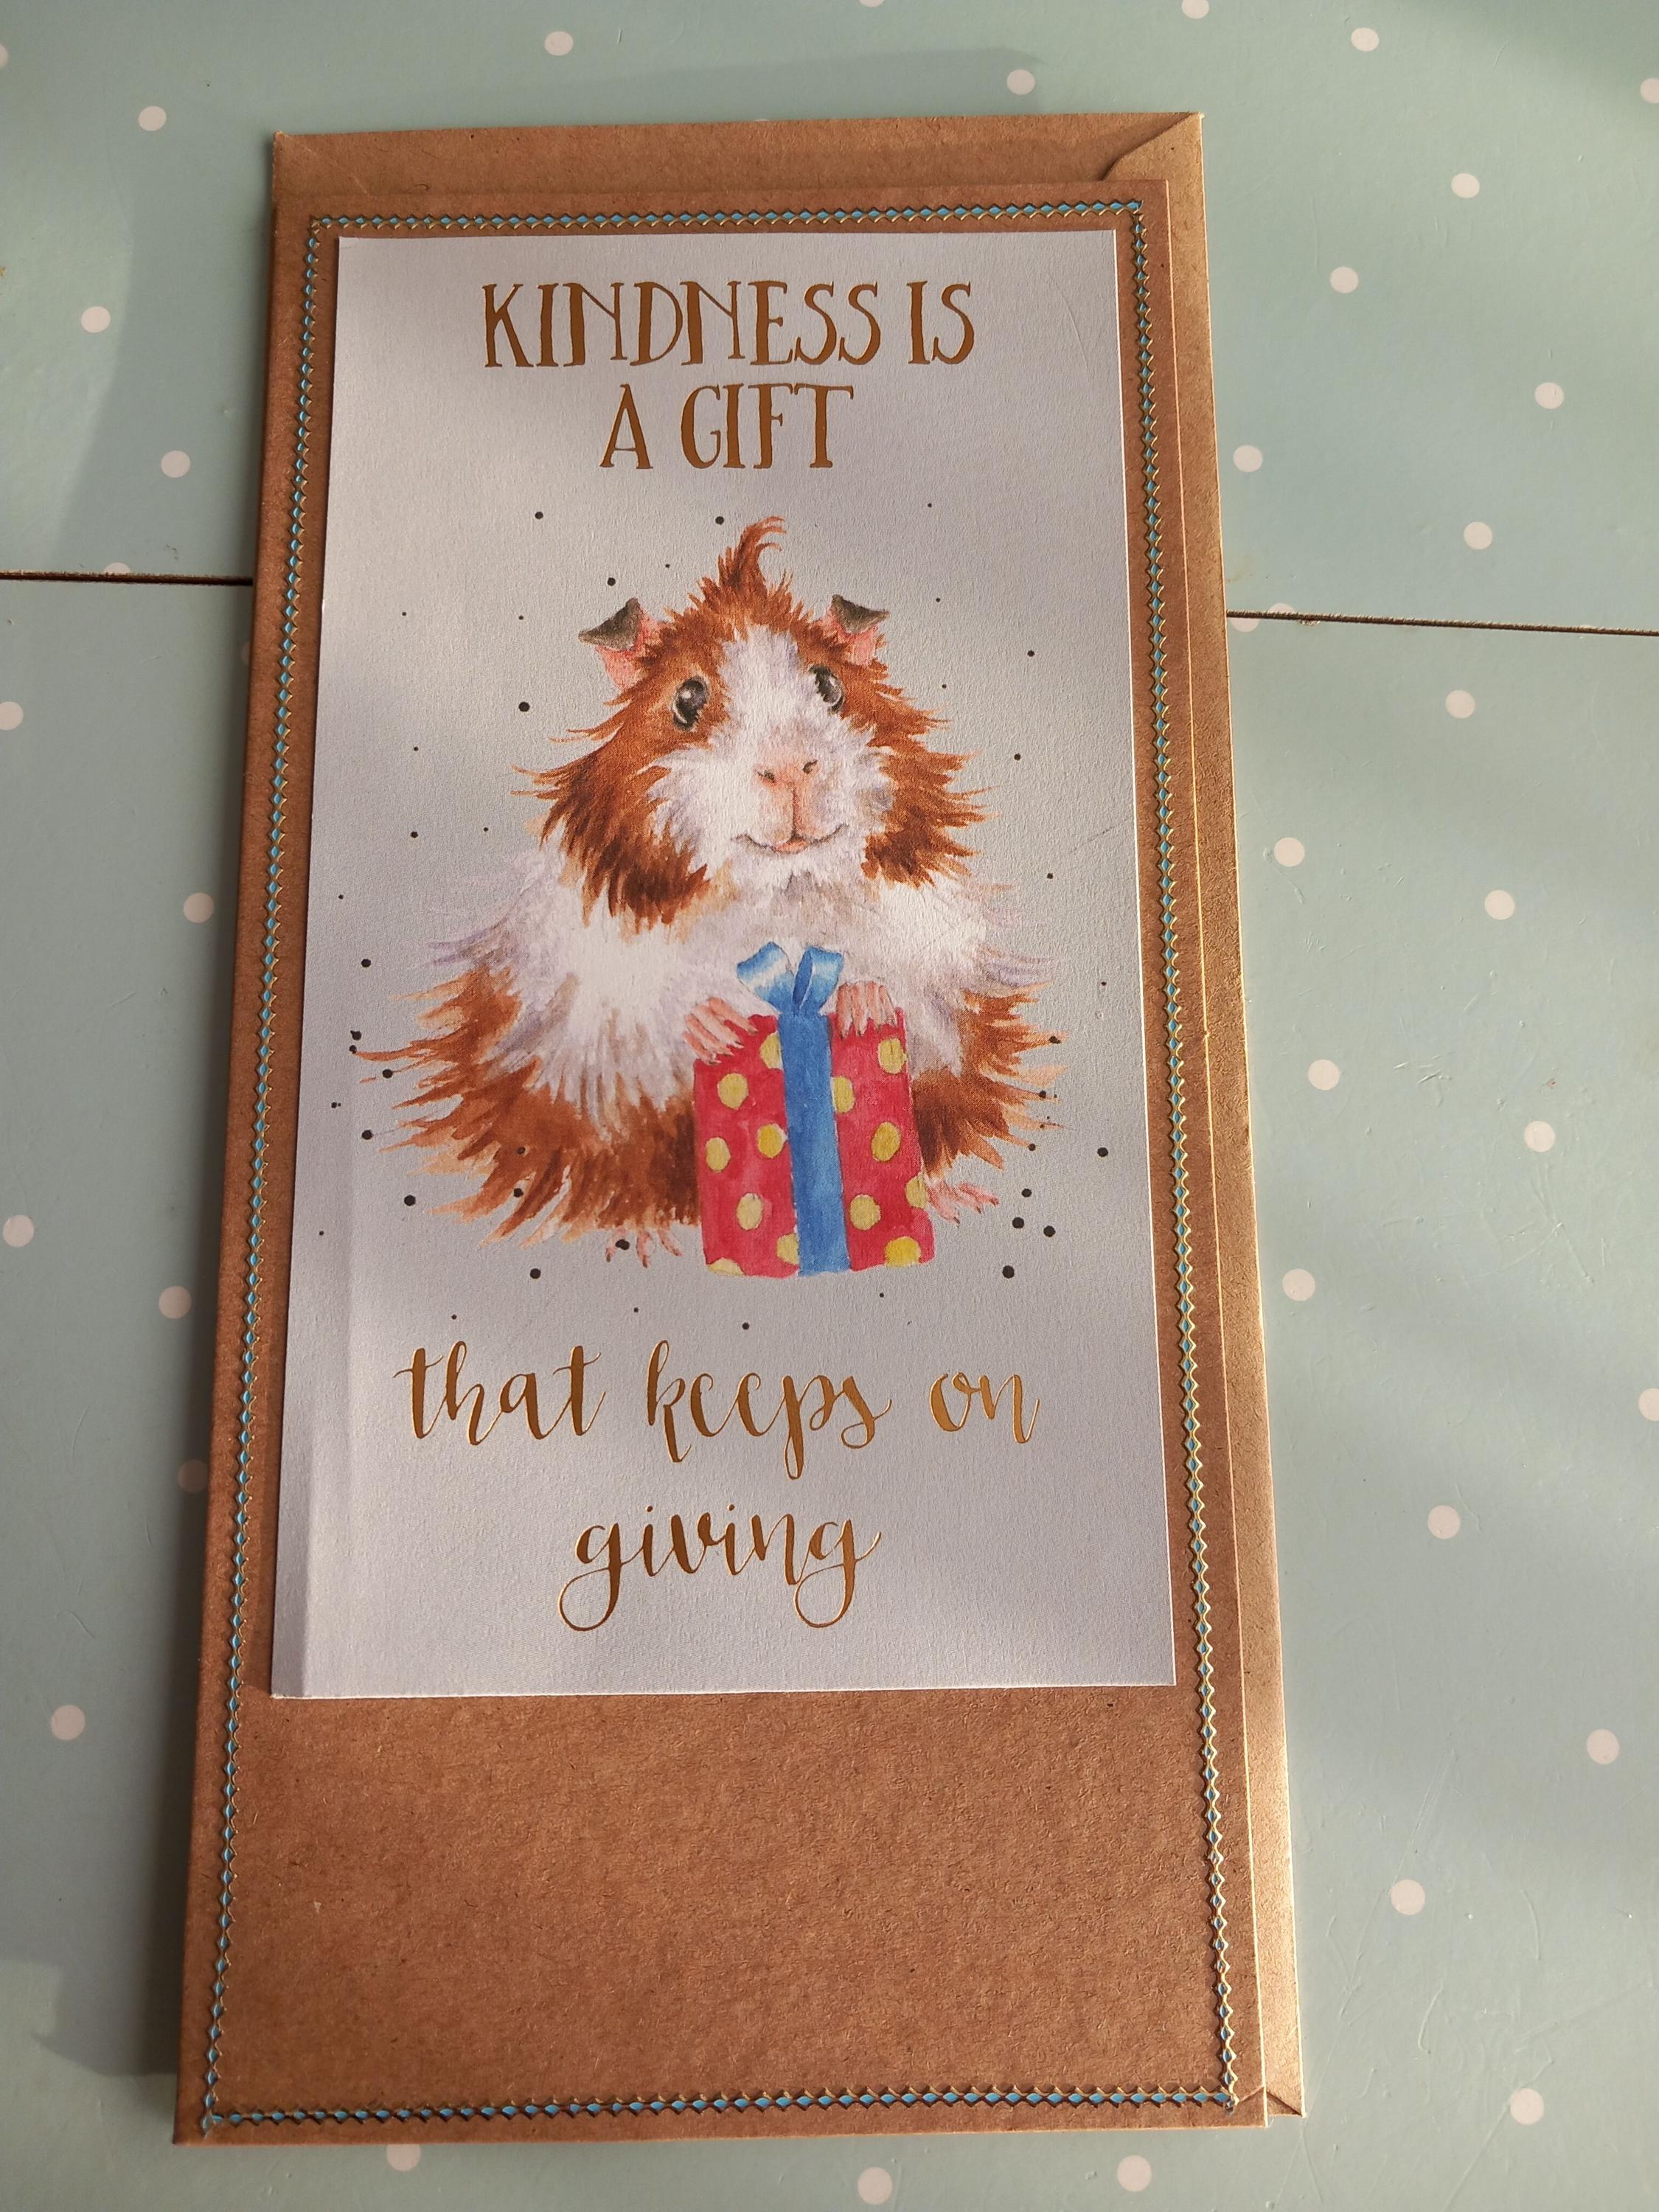 KINDNESS IS
A GIFT
that keeps on
giving